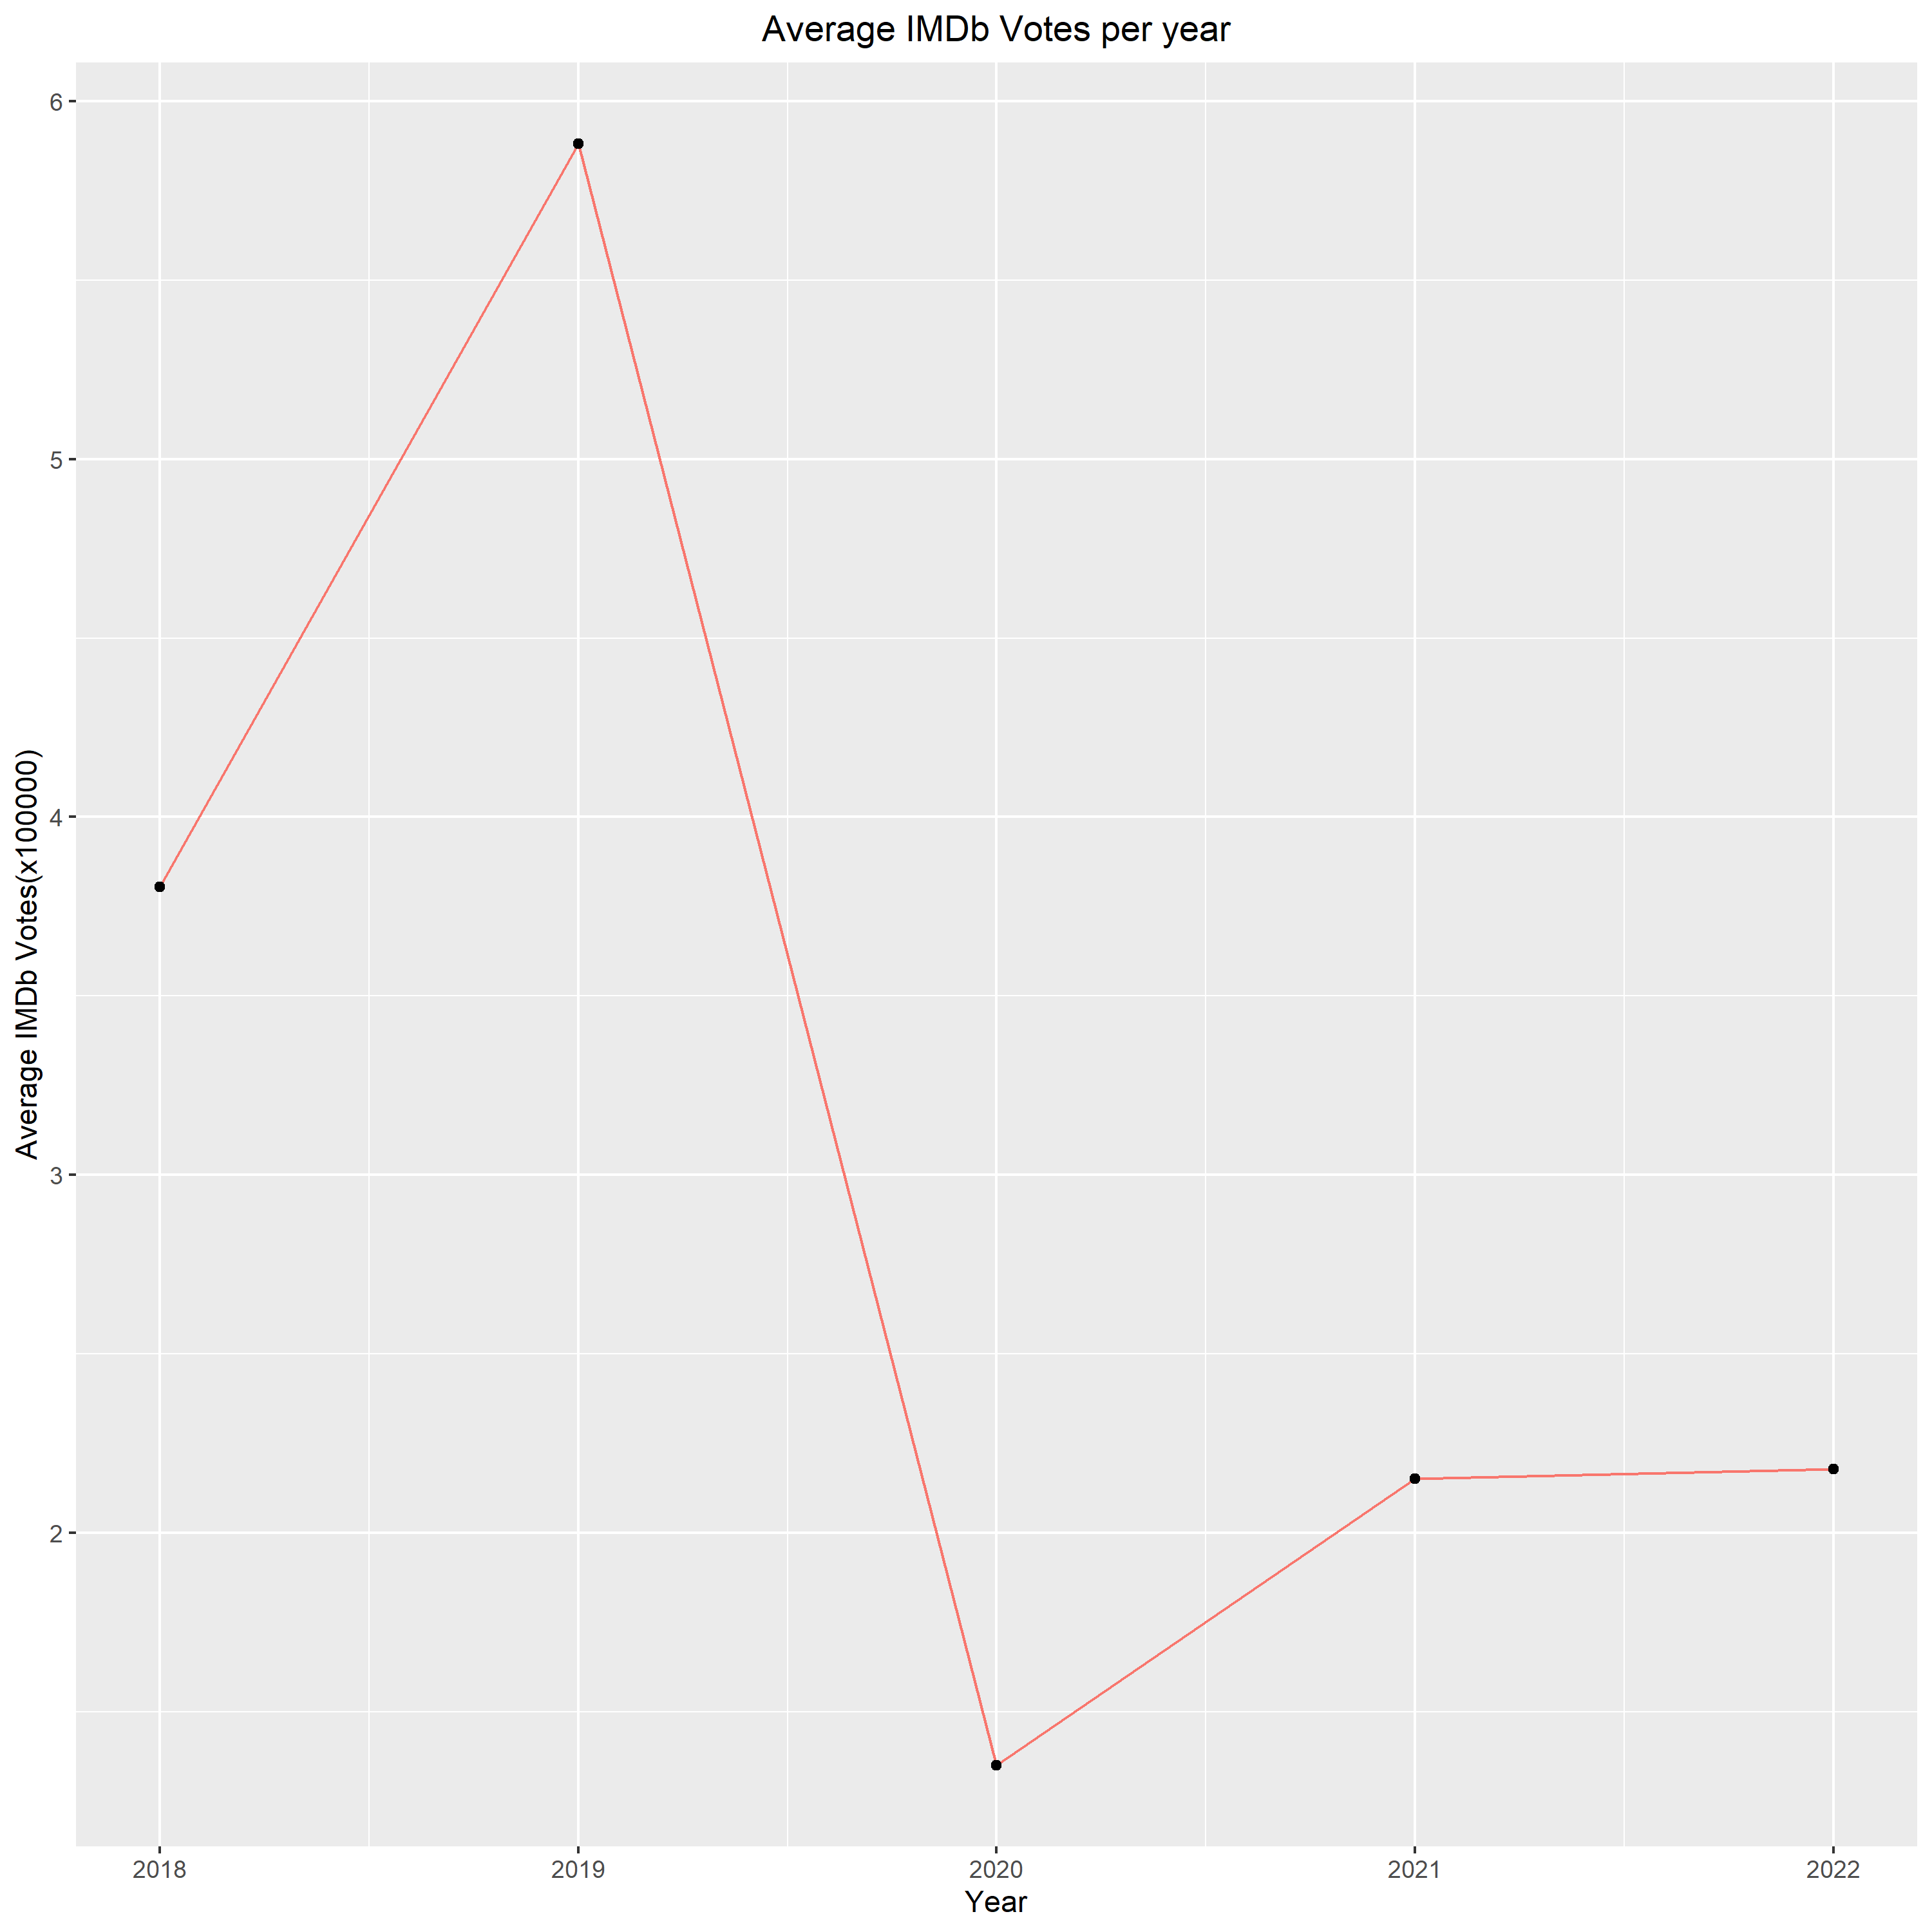 Average IMDb Votes per year
6
5
4
3
2
Average IMDb Votes(x100000)
2018 2019 2020 2021 2022
Year